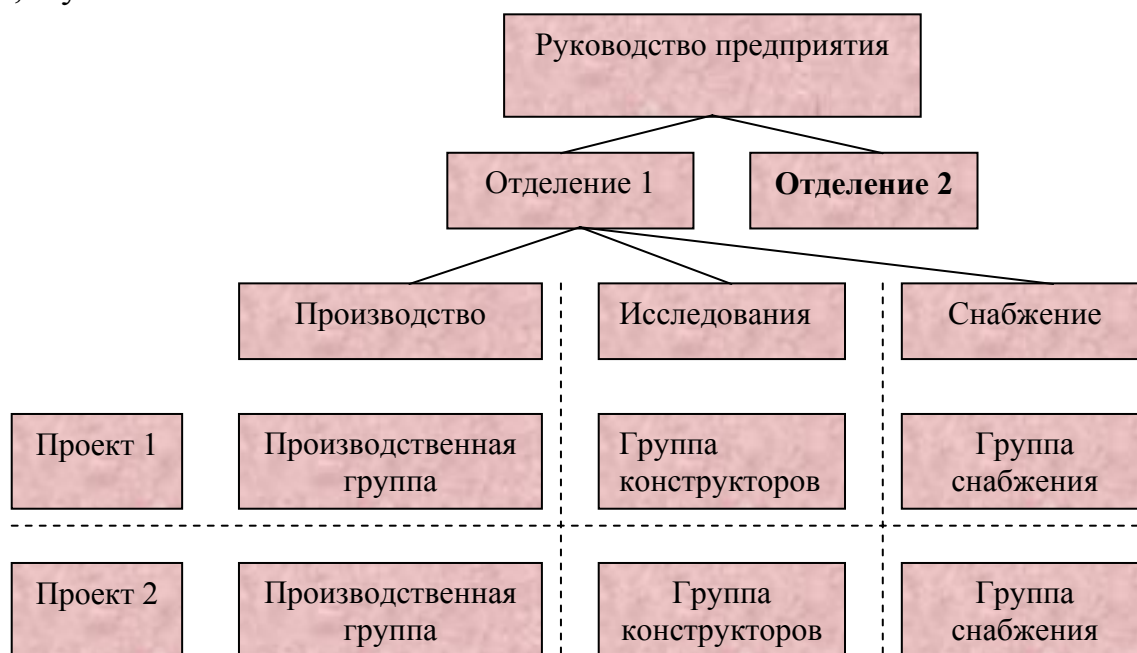 Руководство предприятия
Отделение 1
Отделение 2
Производство
Исследования
Снабжение
Проект 1
Производственная
группа
Группа
конструкторов
Группа
снабжения
Проект 2
Производственная
группа
Группа
конструкторов
Группа
снабжения